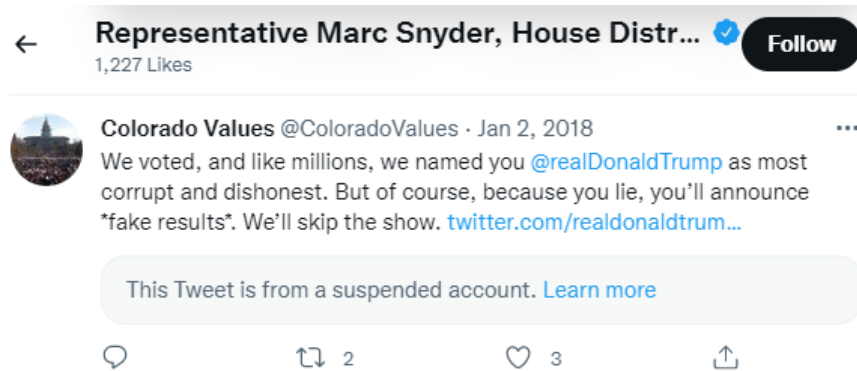 Representative Marc Snyder, House Distr...
Follow
1,227 Likes
Colorado Values @ColoradoValues · Jan 2, 2018
We voted, and like millions, we named you @realDonaldTrump as most
corrupt and dishonest. But of course, because you lie, you’ll announce
*fake results*. We’ll skip the show. twitter.com/realdonaldtrum...
This Tweet is from a suspended account. Learn more
2
3